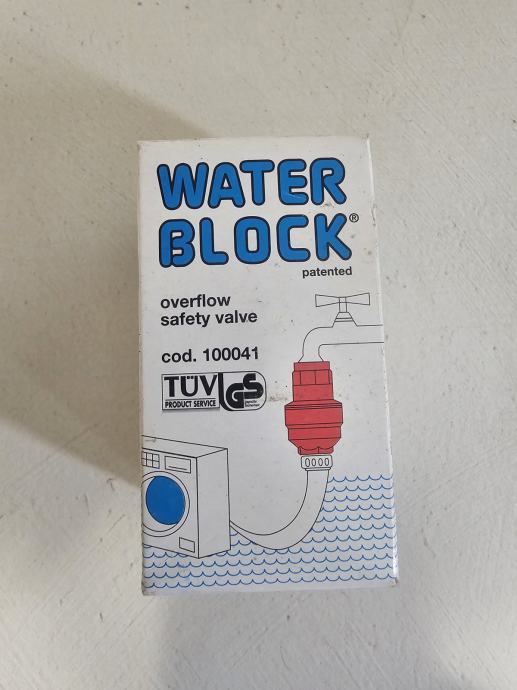 WATER
BLOCK®
patented
overflow
safety valve
cod. 100041
TÜV
PRODUCT SERVICE
GS